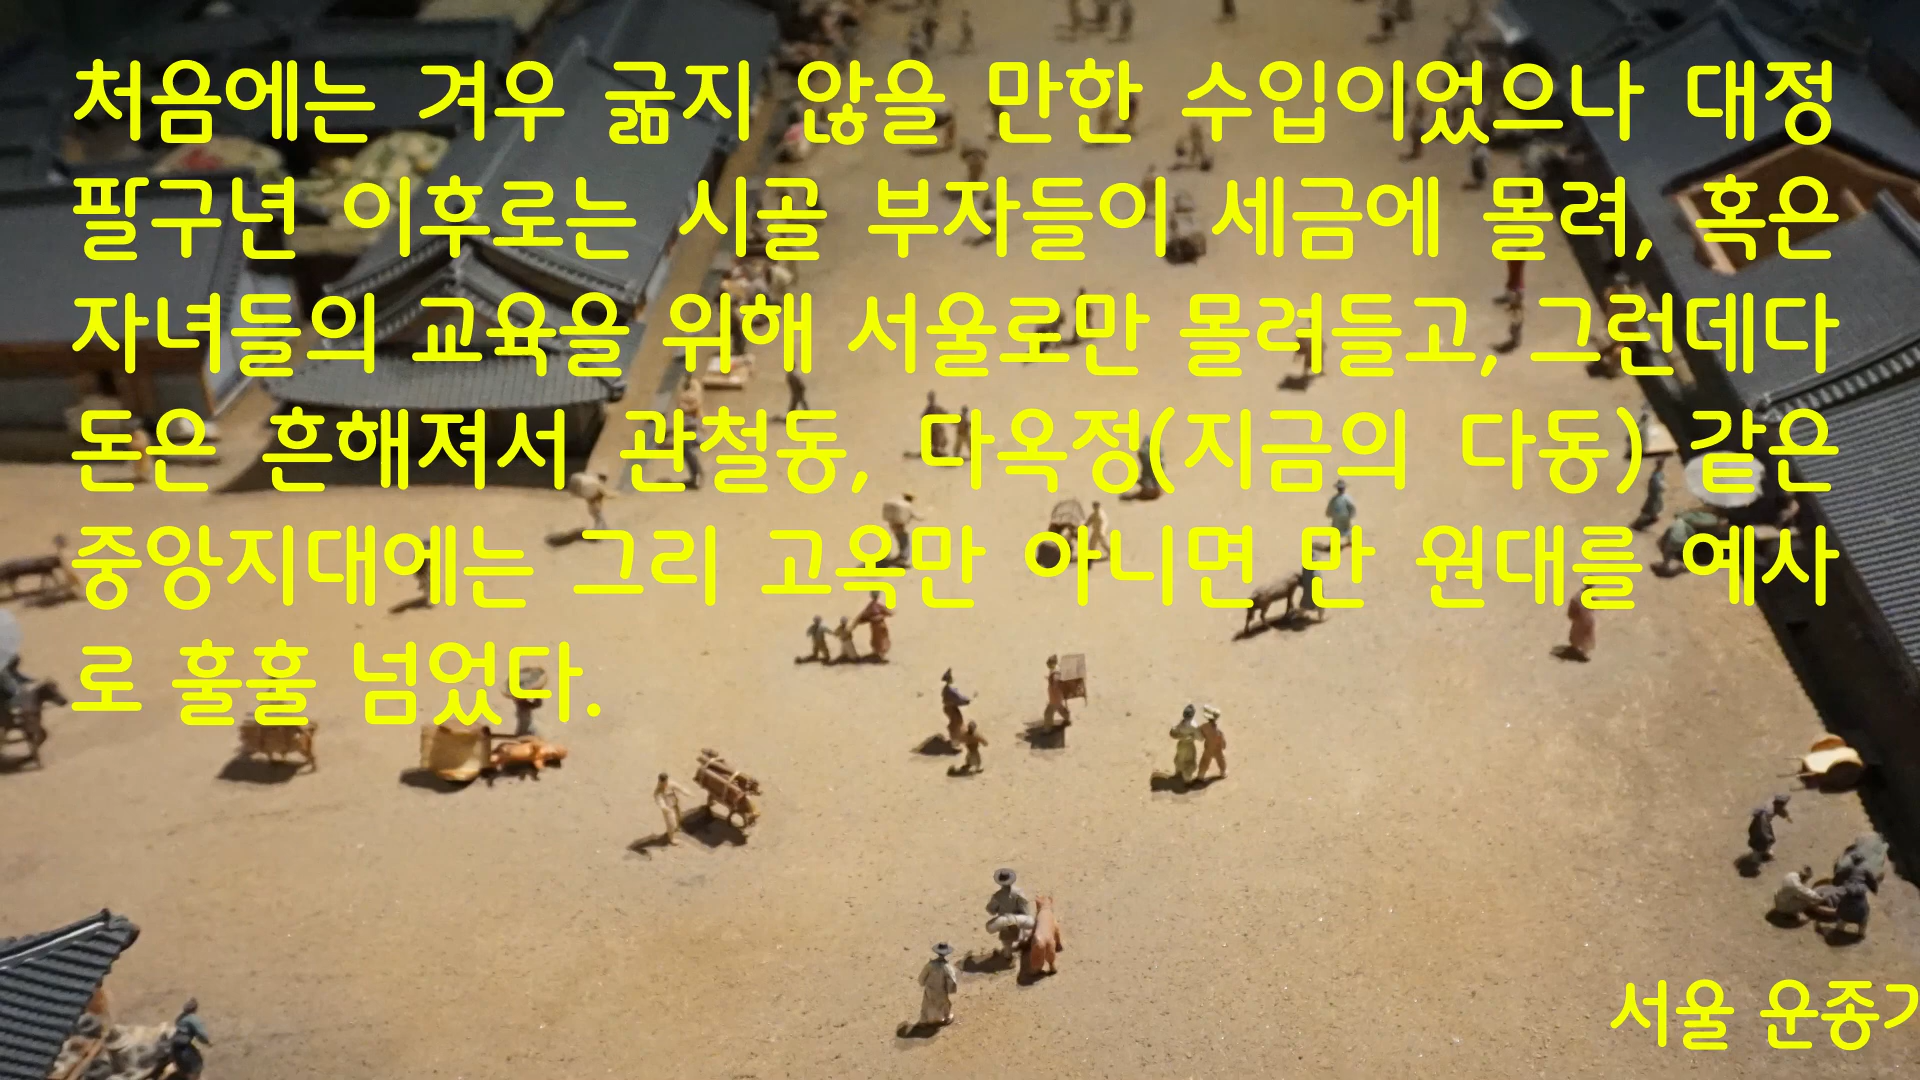 처음에는 겨우 굶지 않을 만한 수입이었으나 대정
팔구년 이후로는 시골 부자들이 세금에 몰려, 혹은
자녀들의 교육을 위해 서울로만 몰려들고, 그런데다
돈은 흔해져서 관철동, 다옥정(지금의 다동) 같은
중앙지대에는 그리 고옥만 아니면 만 원대를 예사
로 훌훌 넘었다.
서울 운종가